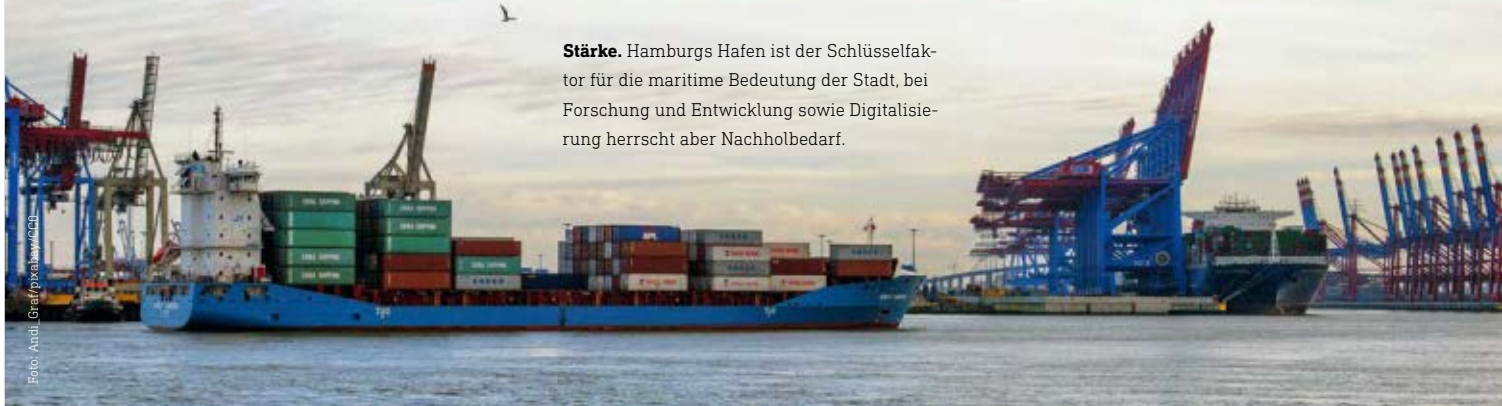 Stärke. Hamburgs Hafen ist der Schlüsselfak-
tor für die maritime Bedeutung der Stadt, bei
Forschung und Entwicklung sowie Digitalisie-
rung herrscht aber Nachholbedarf.
Foto: Andi_Graf/pixabay/CC0